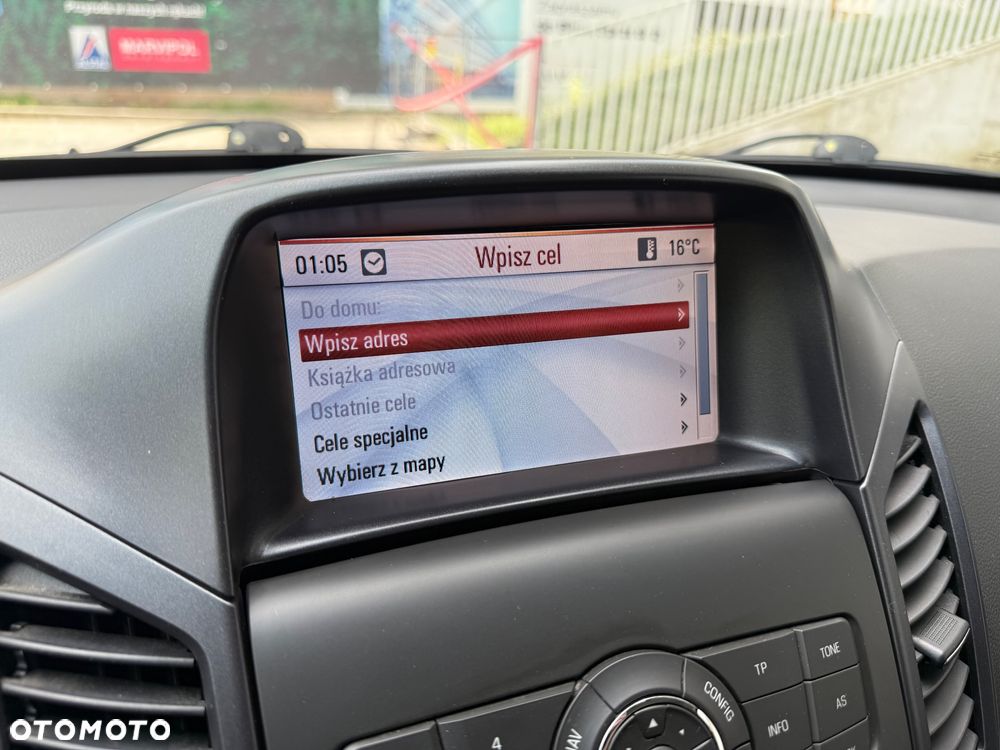 MARVIPOL
01:05
Wpisz cel
16°C
Do domu:
Wpisz adres
Książka adresowa
Ostatnie cele
Cele specjalne
Wybierz z mapy
TP
TONE
CONFIG
INFO
AS
4
NAV
OTOMOTO